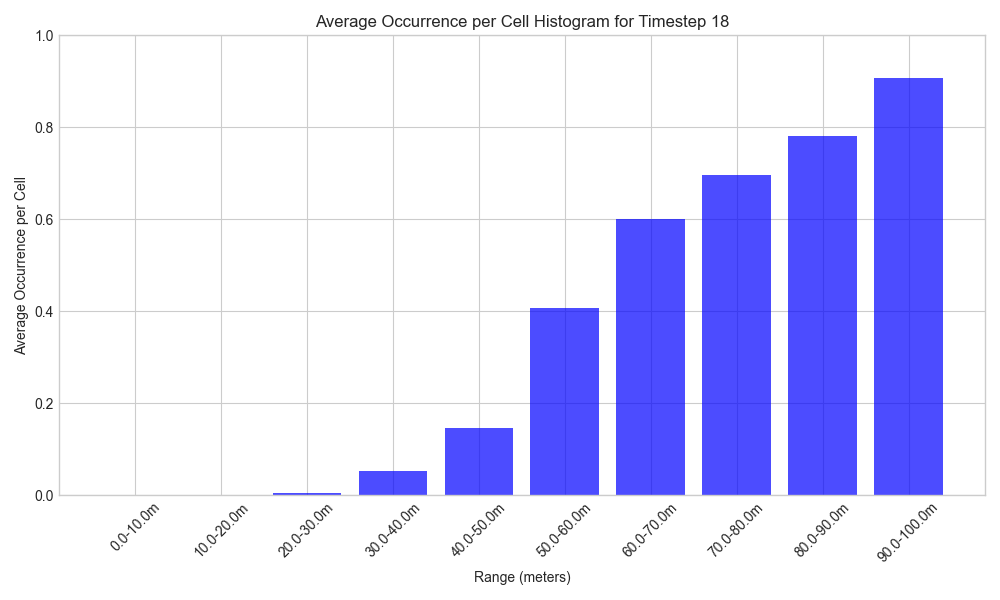 Average Occurrence per Cell Histogram for Timestep 18
Average Occurrence per Cell
1.0
0.8
0.6
0.4
0.2
0.0
0.0-10.0m
10.0-20.0m
20.0-30.0m
30.0-40.0m
40.0-50.0m
50.0-60.0m
60.0-70.0m
70.0-80.0m
80.0-90.0m
90.0-100.0m
Range (meters)